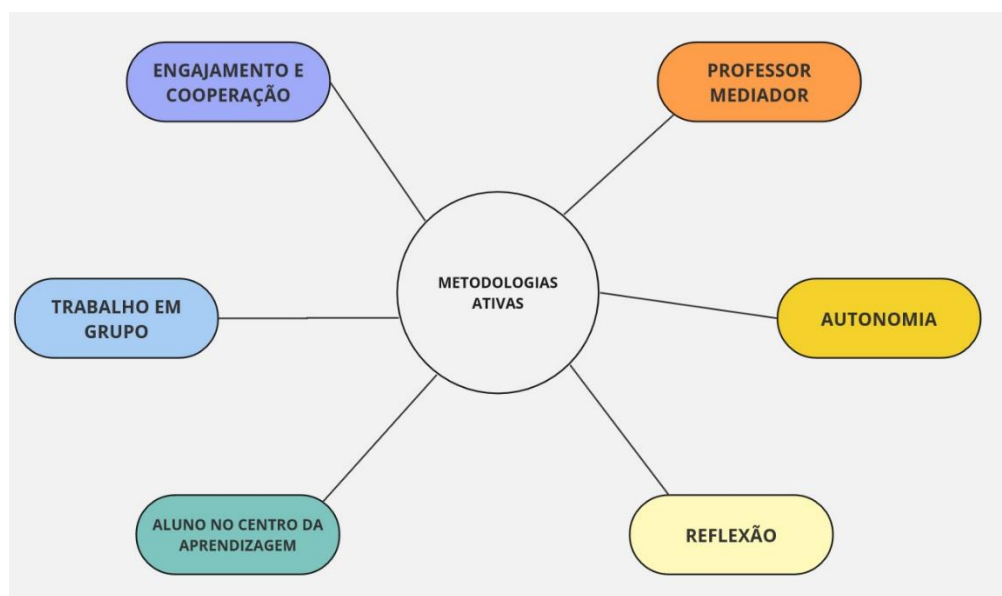 ENGAJAMENTO E
COOPERAÇÃO
PROFESSOR
MEDIADOR
METODOLOGIAS
ATIVAS
TRABALHO EM
GRUPO
AUTONOMIA
ALUNO NO CENTRO DA
APRENDIZAGEM
REFLEXÃO